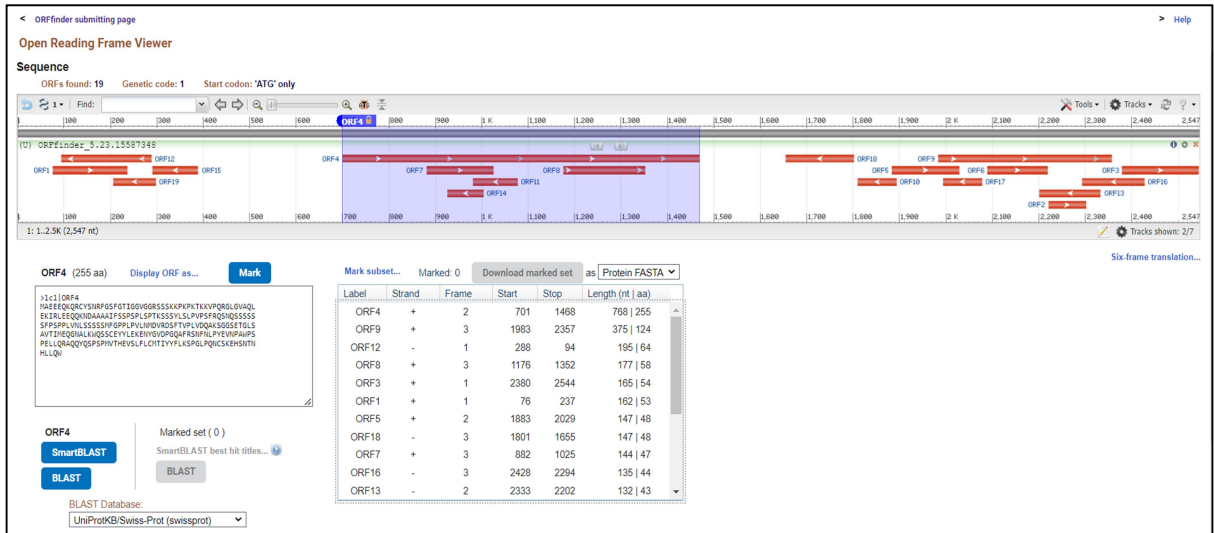 < ORFfinder submitting page > Help
Open Reading Frame Viewer
Sequence
ORFs found: 19 Genetic code: 1 Start codon: 'ATG' only
1 Find: Tools Tracks ?
1 100 200 300 400 500 600 ORF4 800 900 1 K 1,100 1,200 1,300 1,400 1,500 1,600 1,700 1,800 1,900 2 K 2,100 2,200 2,300 2,400 2,547
(U) ORFfinder_5.23.15587348
ORF12 ORF4 ORF18 ORF9
ORF1 ORF15 ORF7 ORF8 ORF5 ORF6 ORF3
ORF19 ORF11 ORF10 ORF17 ORF16
ORF14 ORF13
ORF2
1 100 200 300 400 500 600 700 800 900 1 K 1,100 1,200 1,300 1,400 1,500 1,600 1,700 1,800 1,900 2 K 2,100 2,200 2,300 2,400 2,547
1: 1..2.5K (2,547 nt) Tracks shown: 2/7
Six-frame translation...
ORF4 (255 aa) Display ORF as... Mark
>lcl|ORF4
MAEEEQKQRCYSNRFGSFGTIGGVGGRSSSKKPKPKTKKVPQRGLGVAQL
EKIRLEEQQKNDAAAAIFSSPSPLSPTKSSSYLSLPVPSFRQSNQSSSSS
SFPSPPLVNLSSSSSMFGPPLPVLNMDVRDSFTVPLVDQAKSGGSETGLS
AVTIMEQGNALKWQSSCEYYLEKENYGVDPGQAFRSNFNLPYEVNPAWPS
PELLQRAQQYQSPSPMVTHEVSLFLCMTIYYFLKSPGLPQNCSKEHSNTN
HLLQW
Mark subset... Marked: 0 Download marked set as Protein FASTA
Label Strand Frame Start Stop Length (nt | aa)
ORF4 + 2 701 1468 768 | 255
ORF9 + 3 1983 2357 375 | 124
ORF12 - 1 288 94 195 | 64
ORF8 + 3 1176 1352 177 | 58
ORF3 + 1 2380 2544 165 | 54
ORF1 + 1 76 237 162 | 53
ORF5 + 2 1883 2029 147 | 48
ORF18 - 3 1801 1655 147 | 48
ORF7 + 3 882 1025 144 | 47
ORF16 - 3 2428 2294 135 | 44
ORF13 - 2 2333 2202 132 | 43
ORF4 Marked set ( 0 )
SmartBLAST SmartBLAST best hit titles...
BLAST BLAST
BLAST Database:
UniProtKB/Swiss-Prot (swissprot)